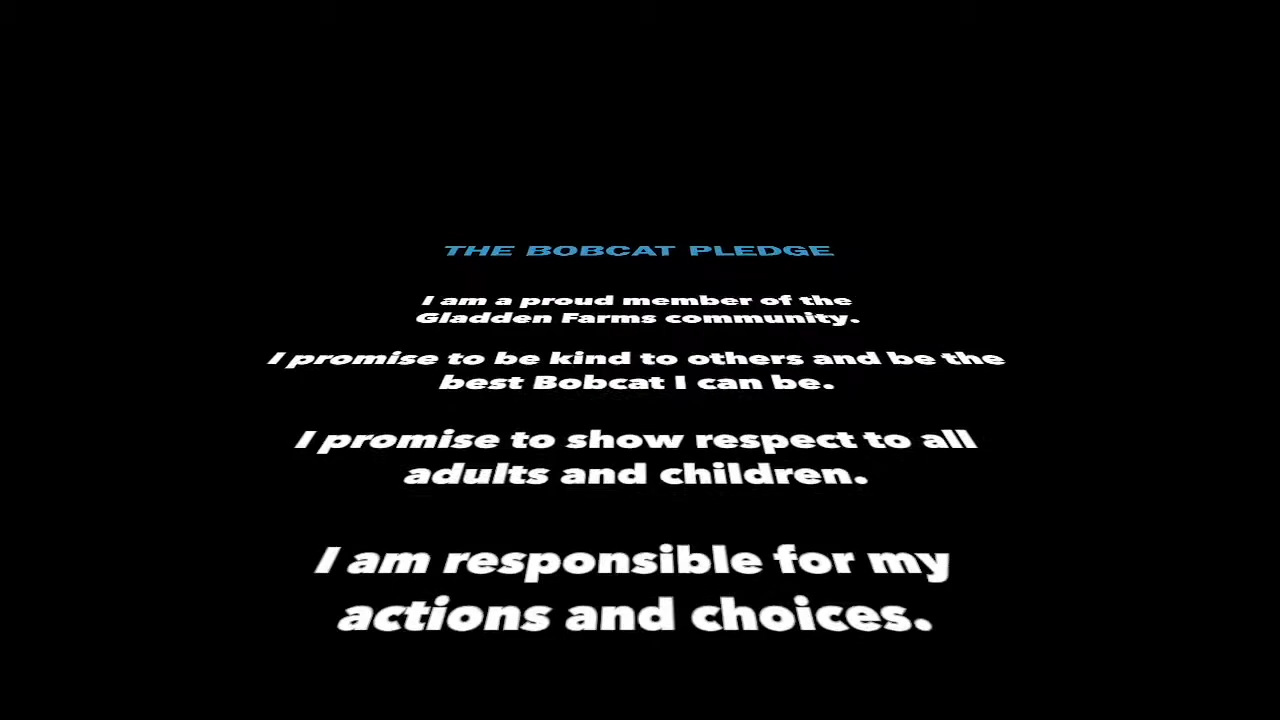 THE BOBCAT PLEDGE
I am a proud member of the
Gladden Farms community.
I promise to be kind to others and be the
best Bobcat I can be.
I promise to show respect to all
adults and children.
I am responsible for my
actions and choices.